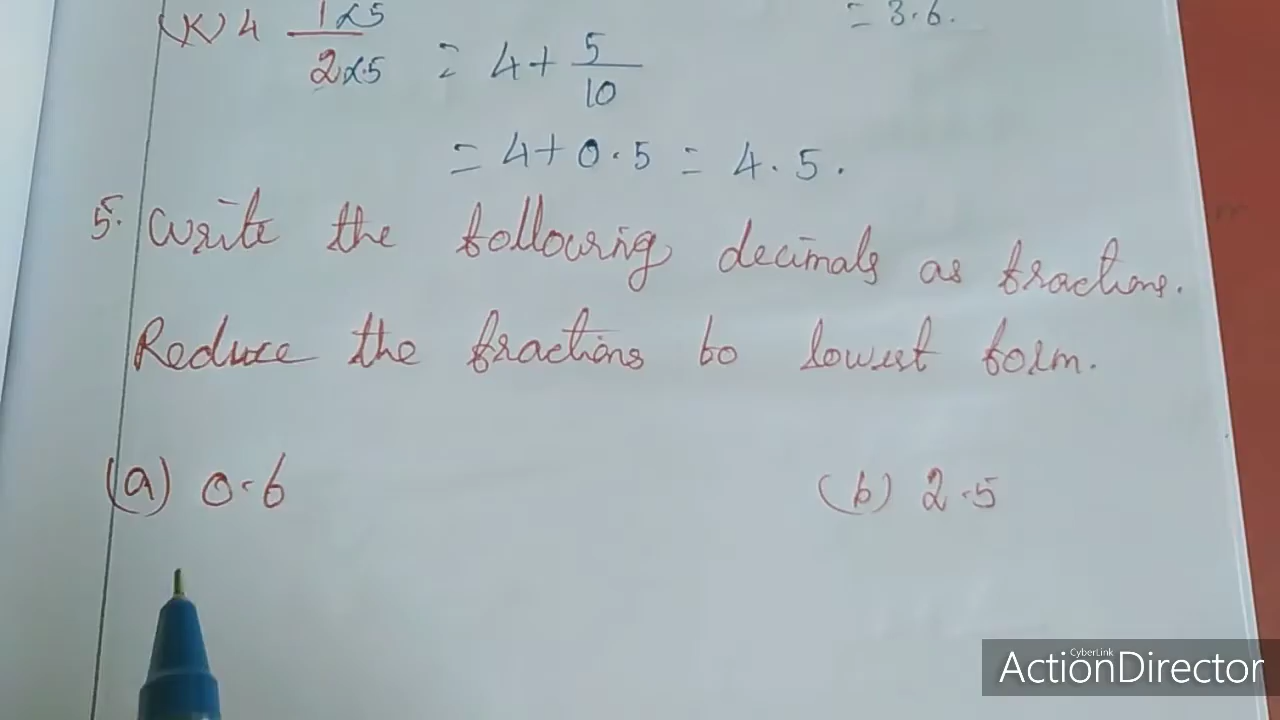 = 3.6.
(K) 4 1×5/2×5 = 4+ 5/10
= 4+0.5 = 4.5.
5. Write the following decimals as fractions.
Reduce the fractions to lowest form.
(a) 0.6 (b) 2.5
CyberLink
ActionDirector